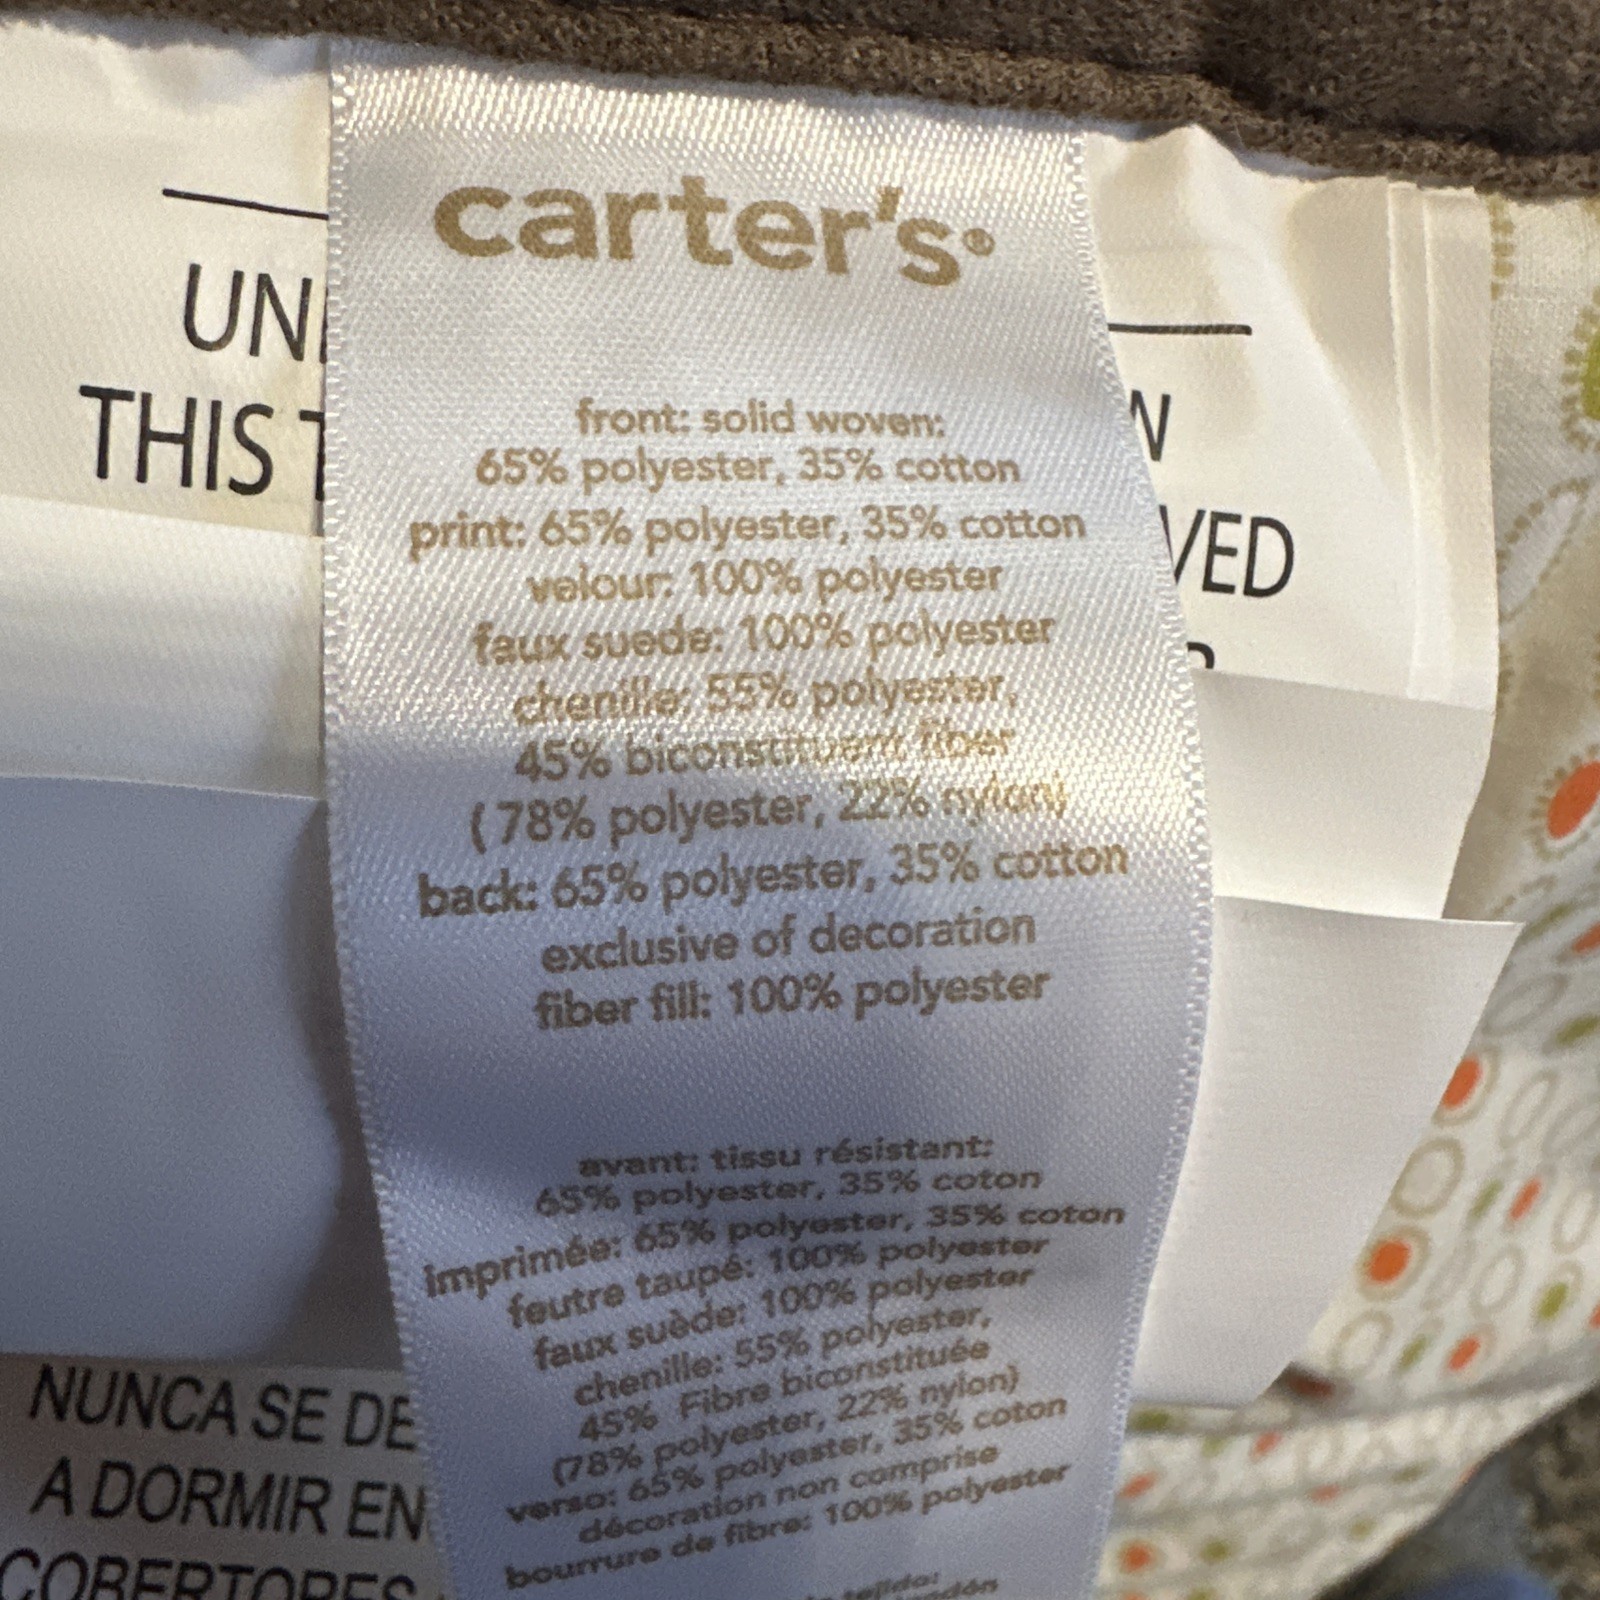 carter's®
UN
THIS T
N
VED
front: solid woven:
65% polyester, 35% cotton
print: 65% polyester, 35% cotton
velour: 100% polyester
faux suede: 100% polyester
chenille: 55% polyester,
45% biconstituent fiber
(78% polyester, 22% nylon)
back: 65% polyester, 35% cotton
exclusive of decoration
fiber fill: 100% polyester
avant: tissu résistant:
65% polyester, 35% coton
imprimée: 65% polyester, 35% coton
feutre taupé: 100% polyester
faux suède: 100% polyester
chenille: 55% polyester,
45% Fibre biconstituée
(78% polyester, 22% nylon)
verso: 65% polyester, 35% coton
décoration non comprise
bourrure de fibre: 100% polyester
tejido:
NUNCA SE DE
A DORMIR EN
COBERTORES